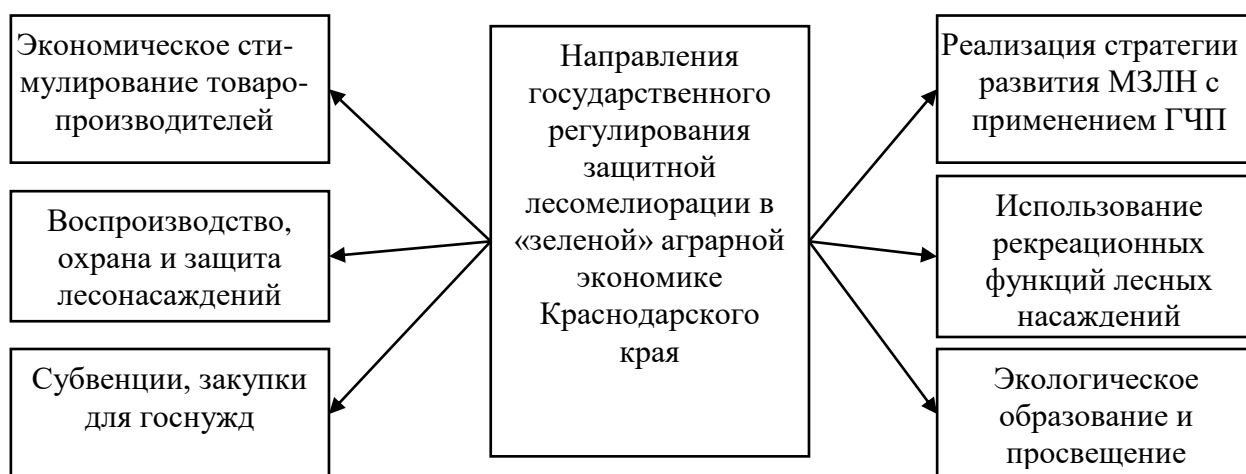 Экономическое сти-
мулирование товаро-
производителей
Воспроизводство,
охрана и защита
лесонасаждений
Субвенции, закупки
для госнужд
Направления
государственного
регулирования
защитной
лесомелиорации в
«зеленой» аграрной
экономике
Краснодарского
края
Реализация стратегии
развития МЗЛН с
применением ГЧП
Использование
рекреационных
функций лесных
насаждений
Экологическое
образование и
просвещение